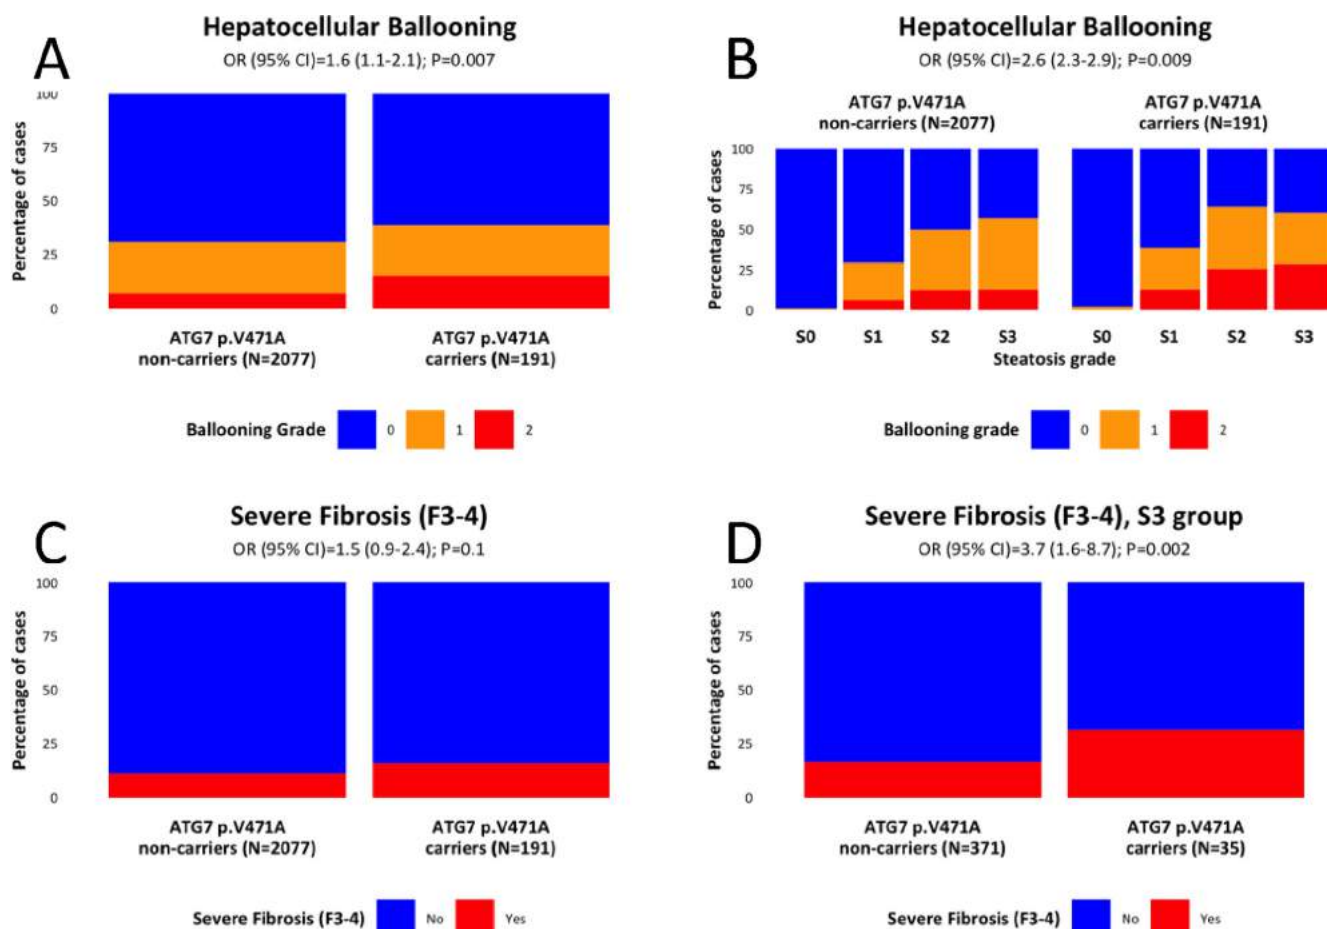 A
Hepatocellular Ballooning
OR (95% CI)=1.6 (1.1-2.1); P=0.007
Percentage of cases
100
75
50
25
0
ATG7 p.V471A
non-carriers (N=2077)
ATG7 p.V471A
carriers (N=191)
Ballooning Grade 0 1 2
B
Hepatocellular Ballooning
OR (95% CI)=2.6 (2.3-2.9); P=0.009
ATG7 p.V471A
non-carriers (N=2077)
ATG7 p.V471A
carriers (N=191)
Percentage of cases
100
75
50
25
0
S0 S1 S2 S3 S0 S1 S2 S3
Steatosis grade
Ballooning grade 0 1 2
C
Severe Fibrosis (F3-4)
OR (95% CI)=1.5 (0.9-2.4); P=0.1
Percentage of cases
100
75
50
25
0
ATG7 p.V471A
non-carriers (N=2077)
ATG7 p.V471A
carriers (N=191)
Severe Fibrosis (F3-4) No Yes
D
Severe Fibrosis (F3-4), S3 group
OR (95% CI)=3.7 (1.6-8.7); P=0.002
Percentage of cases
100
75
50
25
0
ATG7 p.V471A
non-carriers (N=371)
ATG7 p.V471A
carriers (N=35)
Severe Fibrosis (F3-4) No Yes